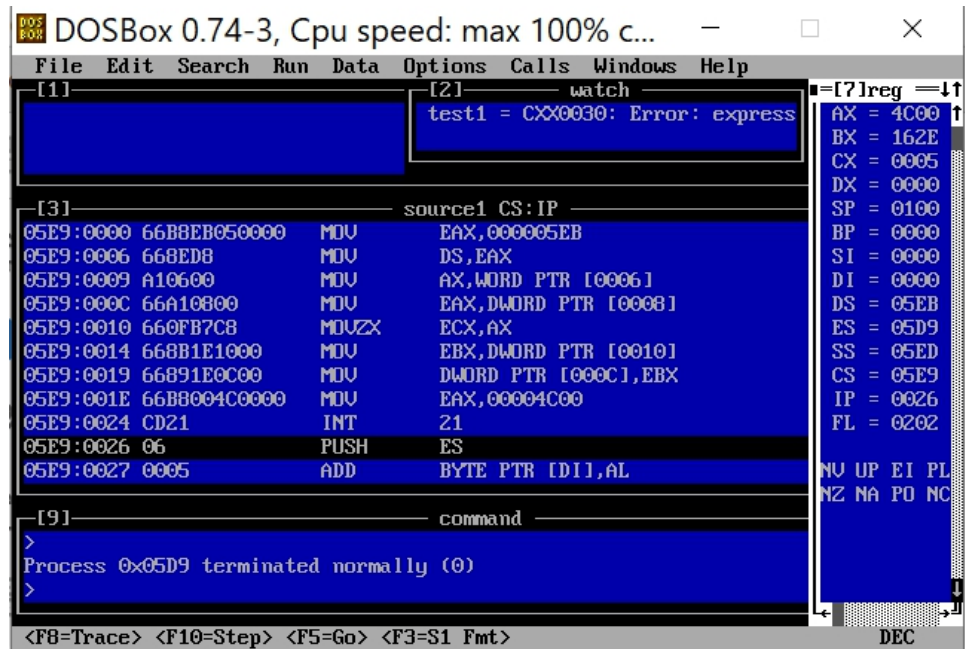 DOSBox 0.74-3, Cpu speed: max 100% c...
File Edit Search Run Data Options Calls Windows Help
[1]
[2] watch
test1 = CXX0030: Error: express
[3] source1 CS:IP
05E9:0000 66B8EB050000 MOV EAX,000005EB
05E9:0006 668ED8 MOV DS,EAX
05E9:0009 A10600 MOV AX,WORD PTR [0006]
05E9:000C 66A10800 MOV EAX,DWORD PTR [0008]
05E9:0010 660FB7C8 MOVZX ECX,AX
05E9:0014 668B1E1000 MOV EBX,DWORD PTR [0010]
05E9:0019 66891E0C00 MOV DWORD PTR [000C],EBX
05E9:001E 66B8004C0000 MOV EAX,00004C00
05E9:0024 CD21 INT 21
05E9:0026 06 PUSH ES
05E9:0027 0005 ADD BYTE PTR [DI],AL
[9] command
>
Process 0x05D9 terminated normally (0)
>
[7]reg
AX = 4C00
BX = 162E
CX = 0005
DX = 0000
SP = 0100
BP = 0000
SI = 0000
DI = 0000
DS = 05EB
ES = 05D9
SS = 05ED
CS = 05E9
IP = 0026
FL = 0202
NV UP EI PL
NZ NA PO NC
<F8=Trace> <F10=Step> <F5=Go> <F3=S1 Fmt> DEC